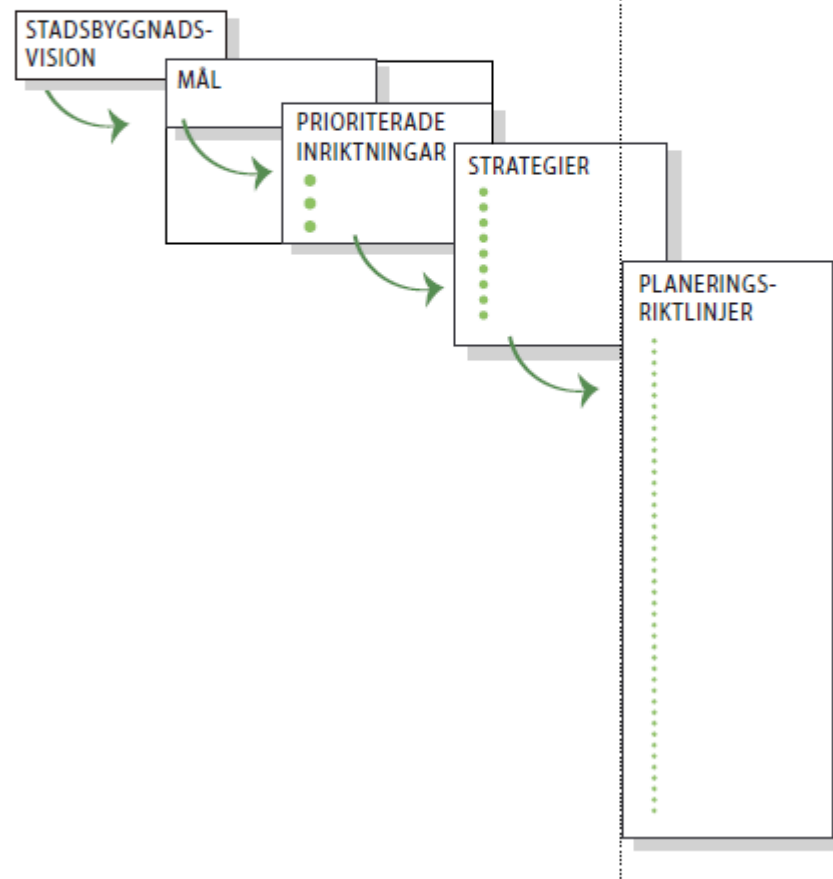 STADSBYGGNADS-
VISION
MÅL
PRIORITERADE
INRIKTNINGAR
STRATEGIER
PLANERINGS-
RIKTLINJER